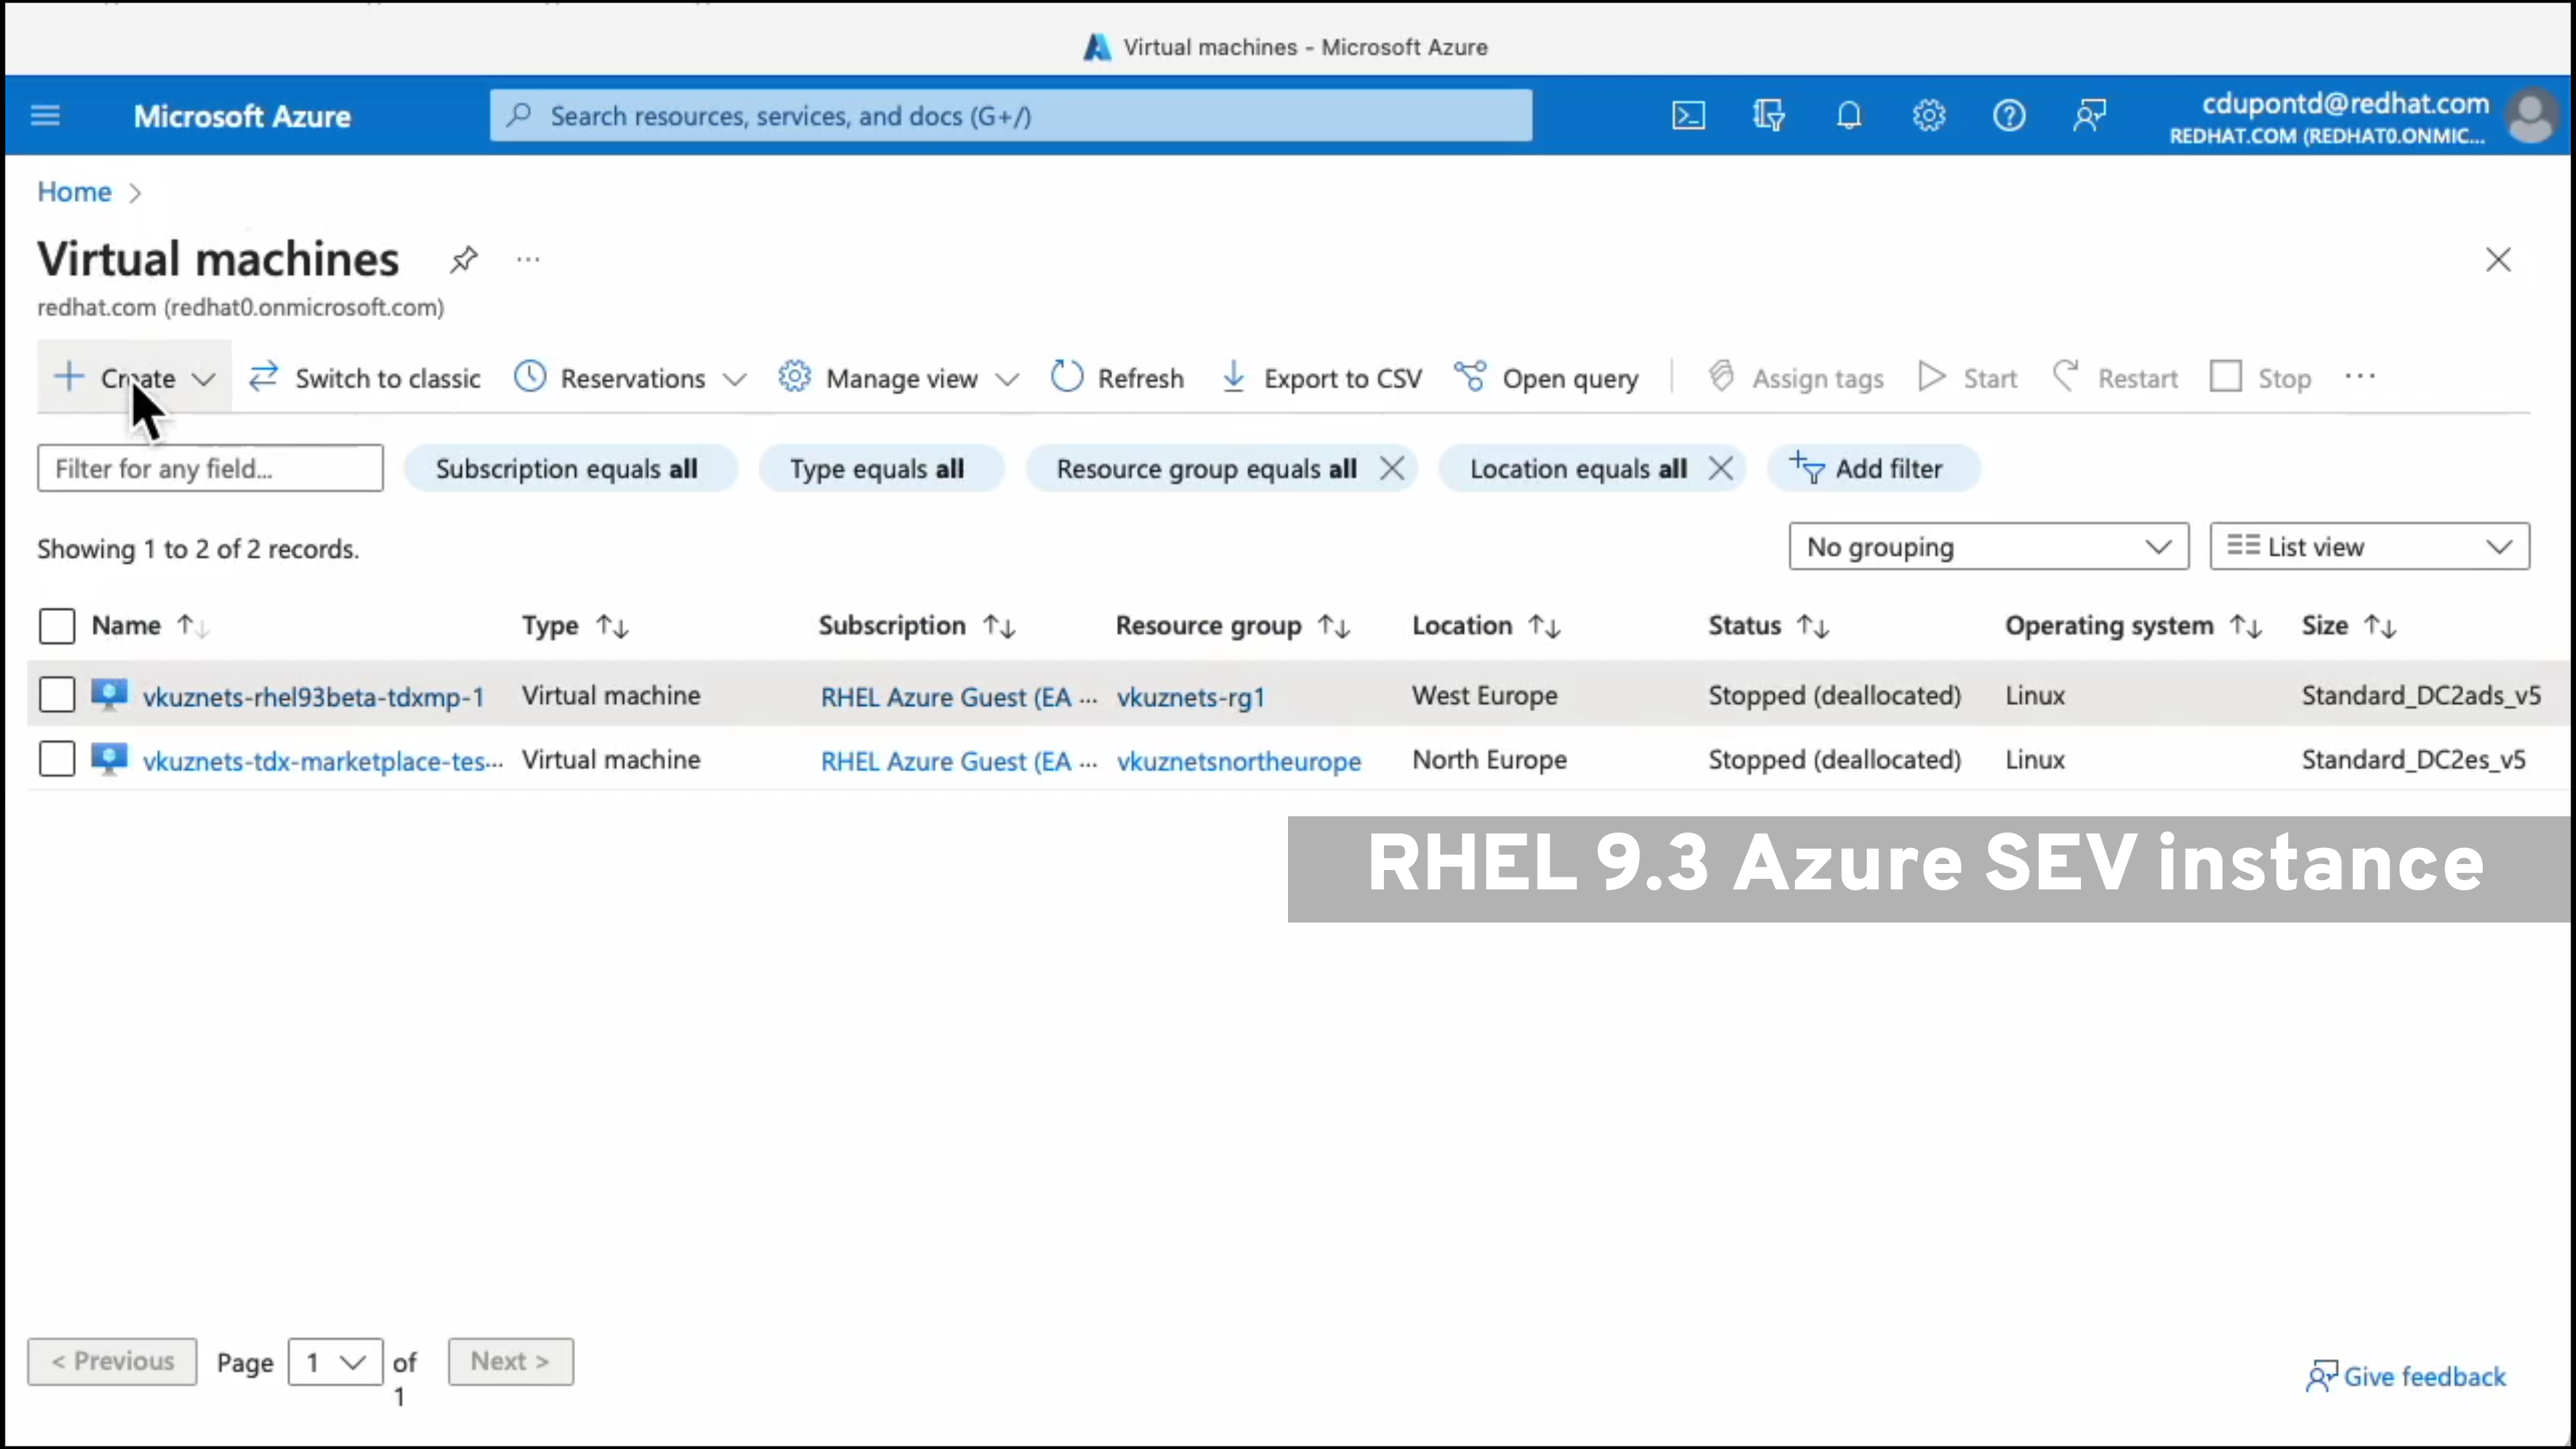 Virtual machines - Microsoft Azure
Microsoft Azure
Search resources, services, and docs (G+/)
cdupontd@redhat.com
REDHAT.COM (REDHAT0.ONMIC...
Home
Virtual machines
redhat.com (redhat0.onmicrosoft.com)
Create Switch to classic Reservations Manage view Refresh Export to CSV Open query Assign tags Start Restart Stop
Filter for any field... Subscription equals all Type equals all Resource group equals all Location equals all Add filter
Showing 1 to 2 of 2 records. No grouping List view
Name Type Subscription Resource group Location Status Operating system Size
vkuznets-rhel93beta-tdxmp-1 Virtual machine RHEL Azure Guest (EA ... vkuznets-rg1 West Europe Stopped (deallocated) Linux Standard_DC2ads_v5
vkuznets-tdx-marketplace-tes... Virtual machine RHEL Azure Guest (EA ... vkuznetsnortheurope North Europe Stopped (deallocated) Linux Standard_DC2es_v5
RHEL 9.3 Azure SEV instance
< Previous Page 1 of 1 Next >
Give feedback